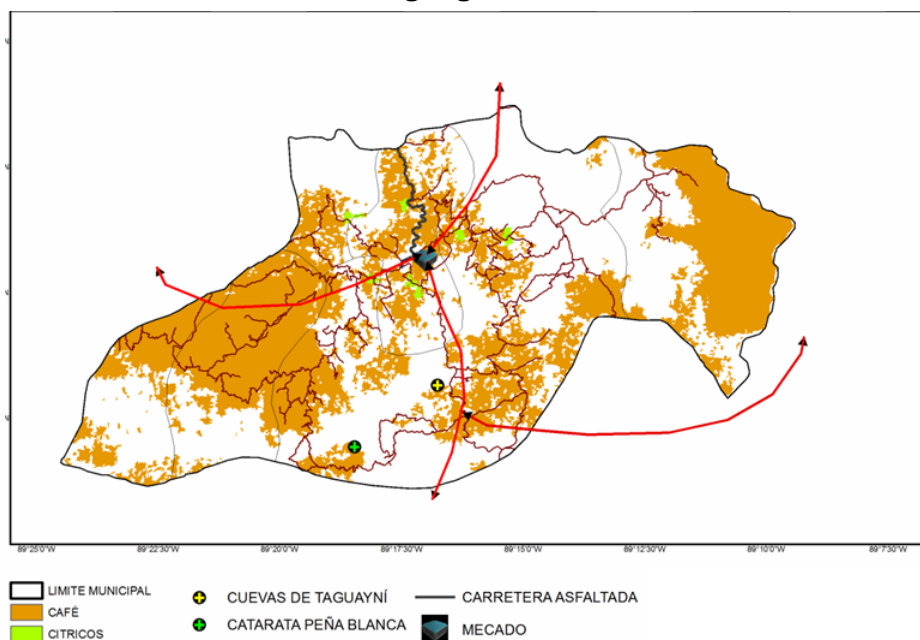 89°25'0"W 89°22'30"W 89°20'0"W 89°17'30"W 89°15'0"W 89°12'30"W 89°10'0"W 89°7'30"W
LIMITE MUNICIPAL
CAFÉ
CITRICOS
CUEVAS DE TAGUAYNÍ
CATARATA PEÑA BLANCA
CARRETERA ASFALTADA
MECADO